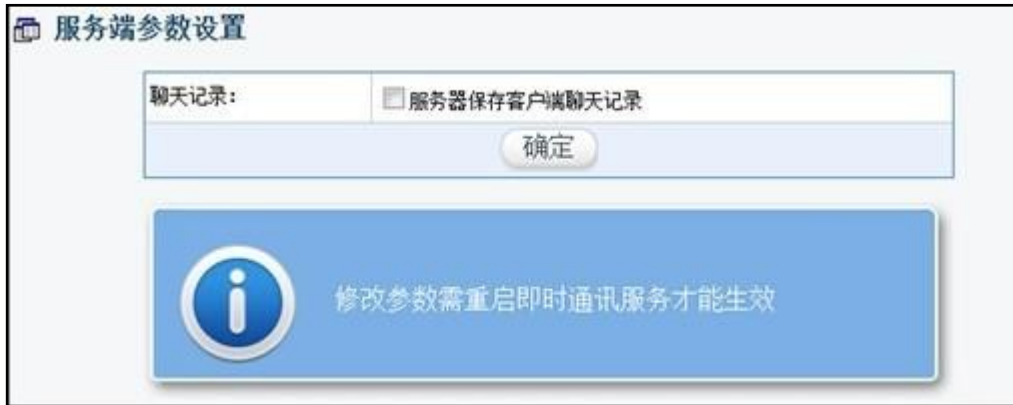 服务端参数设置
聊天记录：
服务器保存客户端聊天记录
确定
修改参数需重启即时通讯服务才能生效